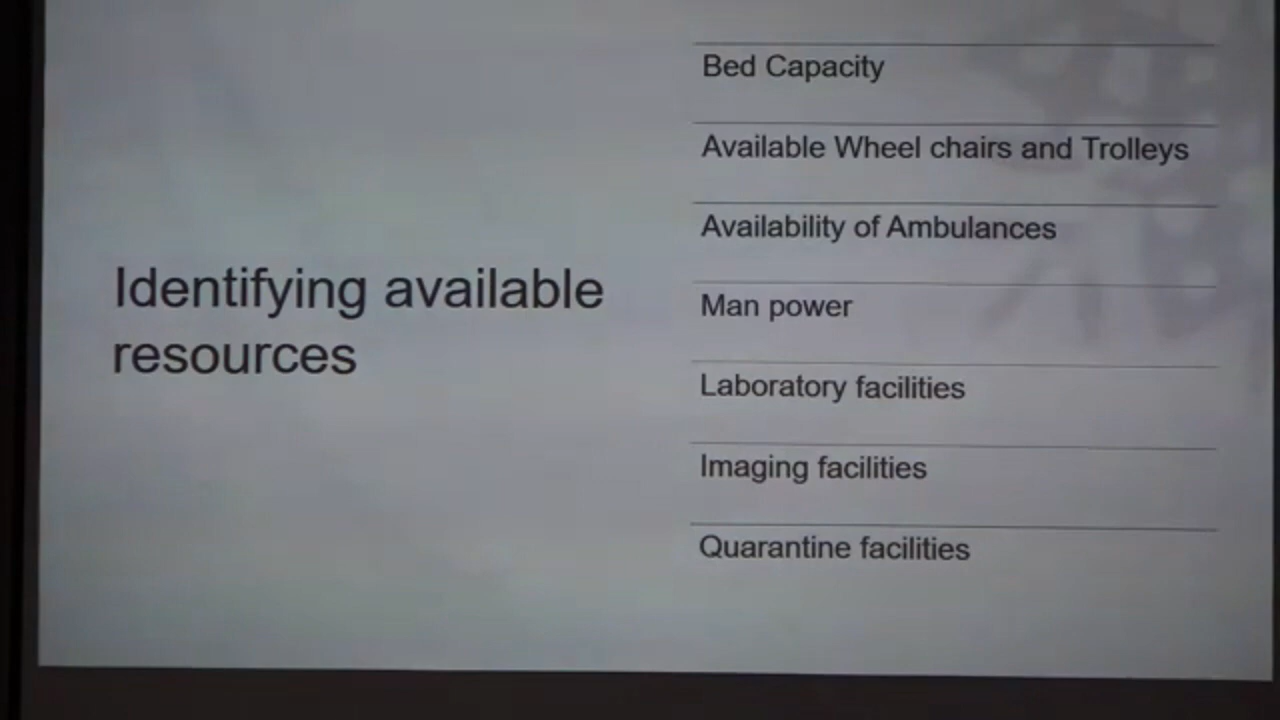 Identifying available
resources
Bed Capacity
Available Wheel chairs and Trolleys
Availability of Ambulances
Man power
Laboratory facilities
Imaging facilities
Quarantine facilities